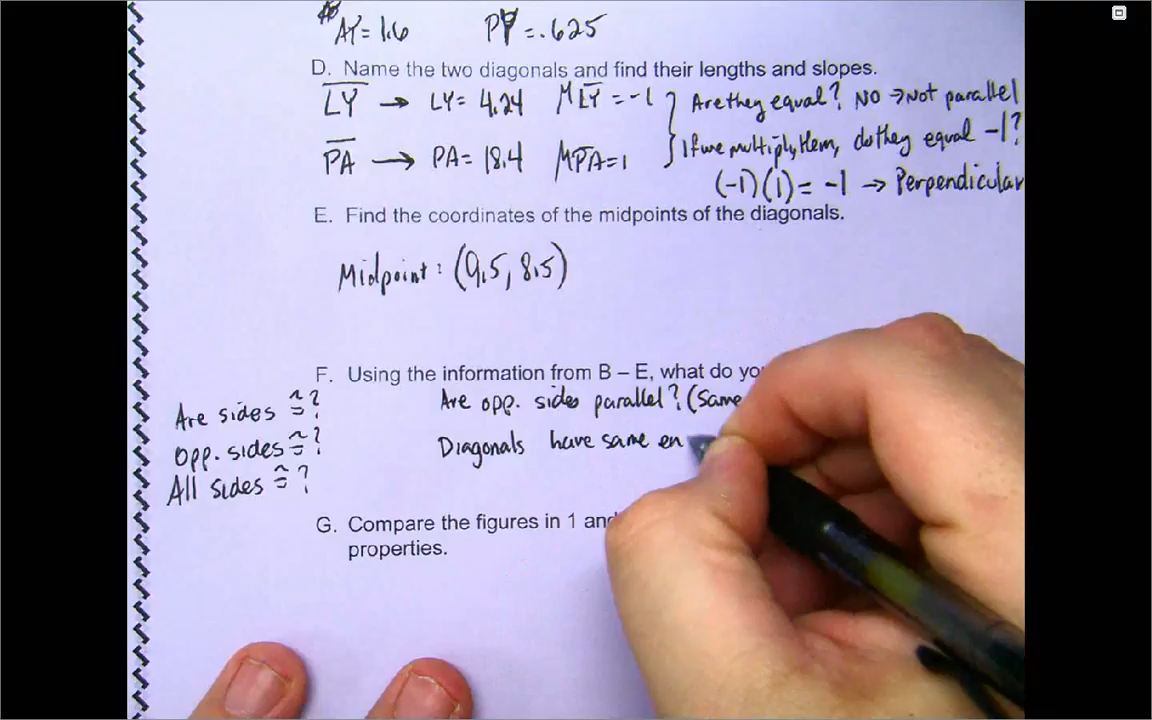 AY = 1.6 PY = .625
D. Name the two diagonals and find their lengths and slopes.
LY → LY = 4.24 MLY = -1 Are they equal? NO → Not parallel
PA → PA = 18.4 MPA = 1 If we multiply them, do they equal -1?
(-1)(1) = -1 → Perpendicular
E. Find the coordinates of the midpoints of the diagonals.
Midpoint: (9.5, 8.5)
F. Using the information from B – E, what do yo
Are sides ≅? Are opp. sides parallel? (Same
Opp. sides ≅? Diagonals have same en
All sides ≅?
G. Compare the figures in 1 and
properties.